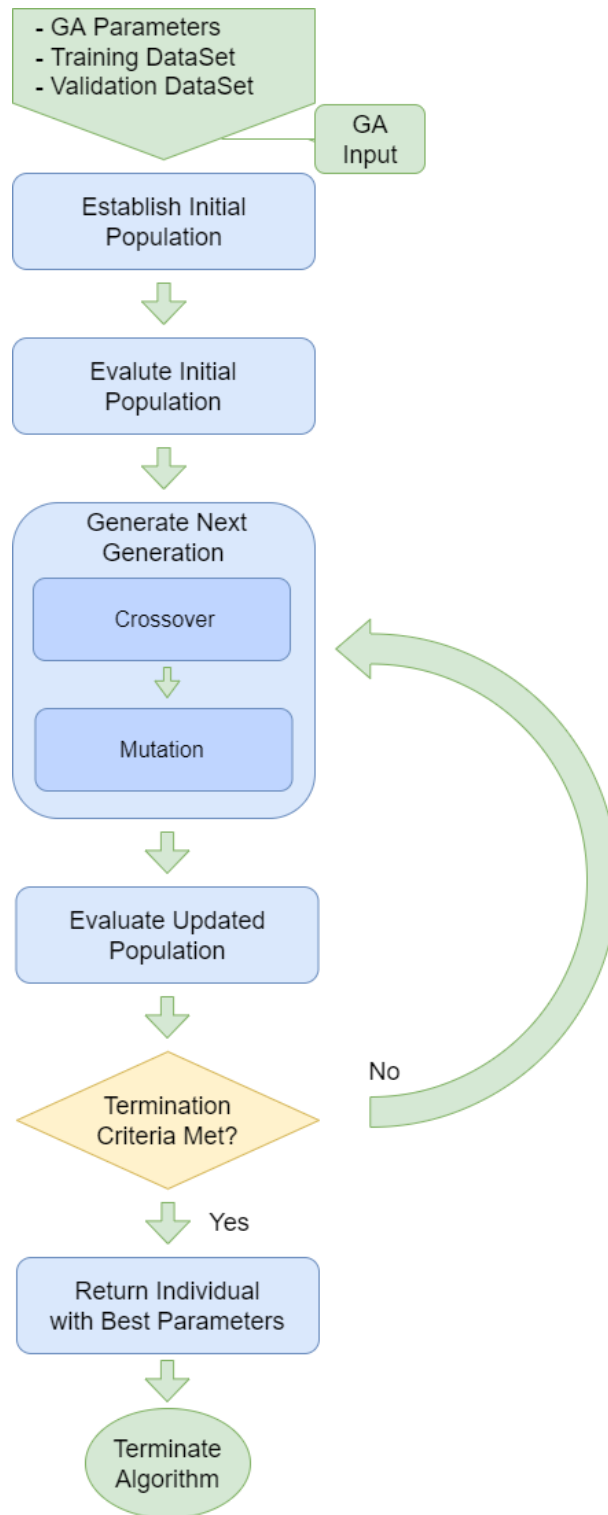 - GA Parameters
- Training DataSet
- Validation DataSet
GA
Input
Establish Initial
Population
Evalute Initial
Population
Generate Next
Generation
Crossover
Mutation
Evaluate Updated
Population
Termination
Criteria Met?
No
Yes
Return Individual
with Best Parameters
Terminate
Algorithm